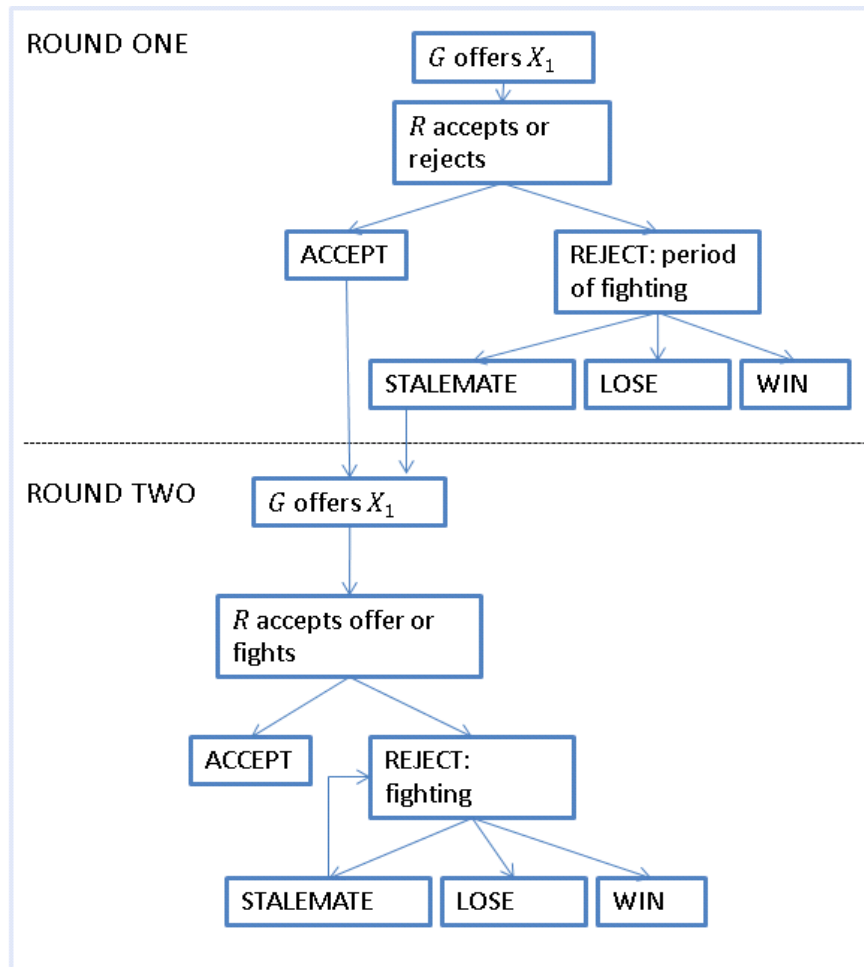 ROUND ONE
G offers X₁
R accepts or
rejects
ACCEPT
REJECT: period
of fighting
STALEMATE
LOSE
WIN
ROUND TWO
G offers X₁
R accepts offer or
fights
ACCEPT
REJECT:
fighting
STALEMATE
LOSE
WIN